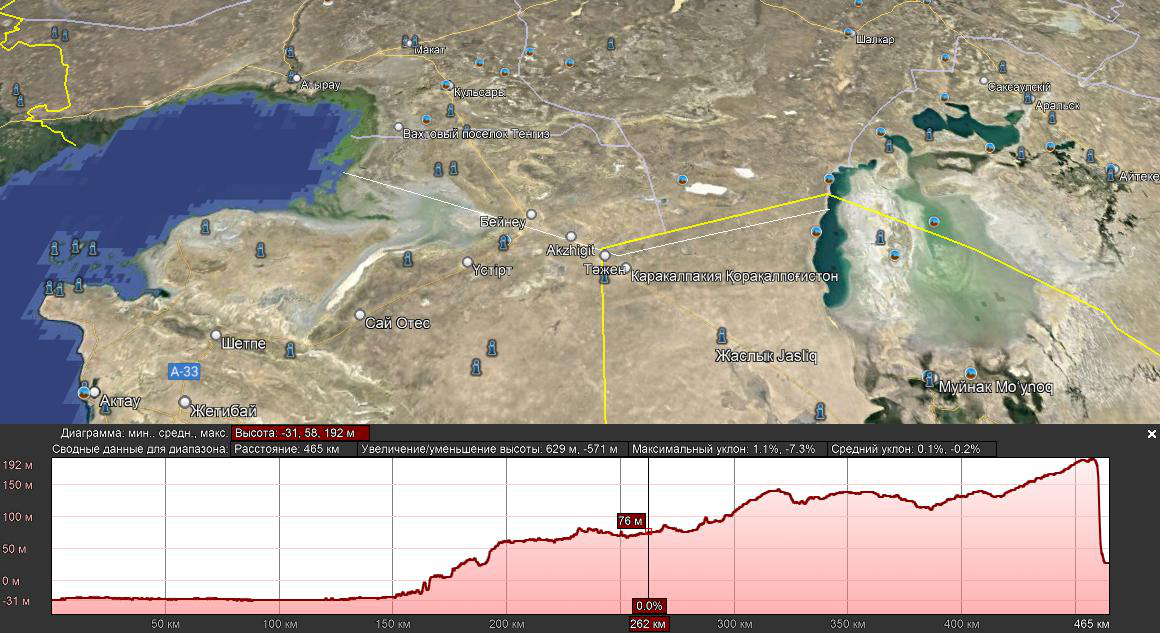 Шалкар
Макат
Атырау
Кульсары
Саксаульский
Аральск
Вахтовый поселок Тенгиз
Айтеке
Бейнеу
Akzhigit
Тәжен
Каракалпакия Қорақалпоғистон
Үстірт
Сай Отес
Шетпе
Жаслык Jasliq
А-33
Муйнак Mo'ynoq
Актау
Жетибай
Диаграмма: мин., средн., макс. Высота: -31, 58, 192 м
Сводные данные для диапазона: Расстояние: 465 км Увеличение/уменьшение высоты: 629 м, -571 м Максимальный уклон: 1.1%, -7.3% Средний уклон: 0.1%, -0.2%
192 м
150 м
100 м
76 м
50 м
0 м
-31 м
0.0%
50 км 100 км 150 км 200 км 262 км 300 км 350 км 400 км 465 км